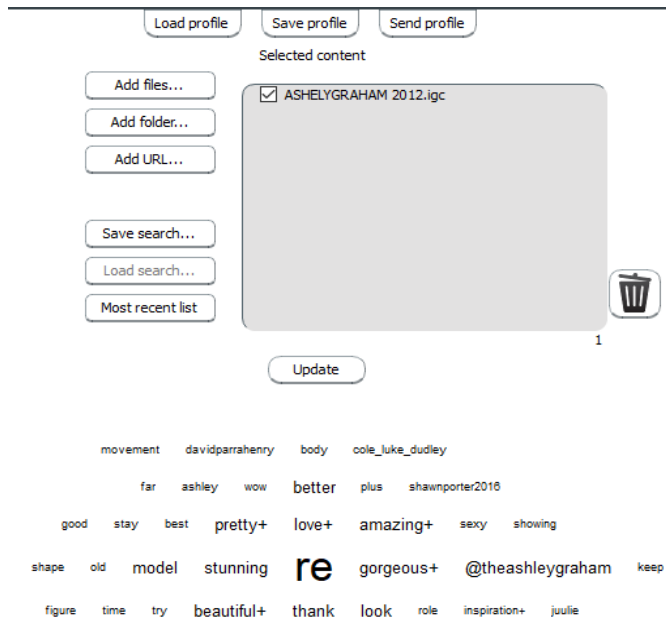 Load profile Save profile Send profile
Selected content
Add files...
ASHELYGRAHAM 2012.igc
Add folder...
Add URL...
Save search...
Load search...
Most recent list
1
Update
movement davidparrahenry body cole_luke_dudley
far ashley wow better plus shawnporter2016
good stay best pretty+ love+ amazing+ sexy showing
shape old model stunning re gorgeous+ @theashleygraham keep
figure time try beautiful+ thank look role inspiration+ juulie